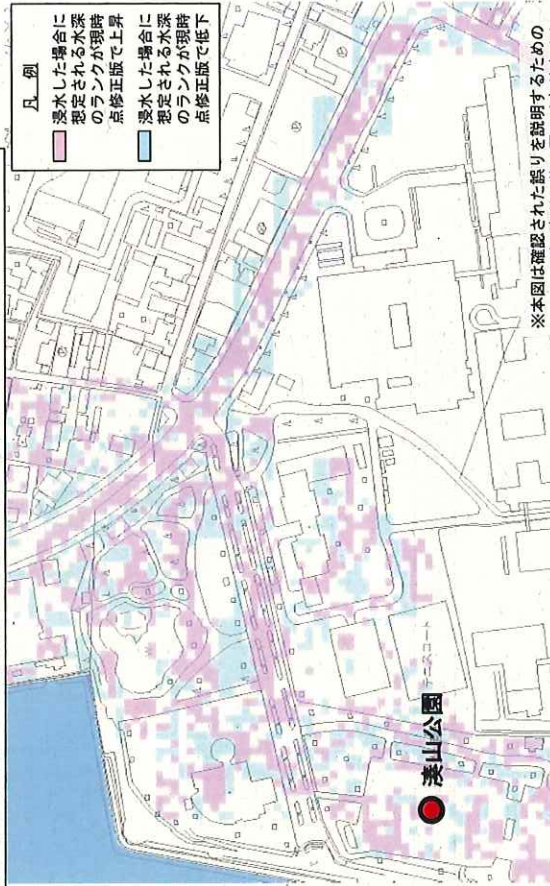 凡 例
浸水した場合に
想定される水深
のランクが現時
点修正版で上昇
浸水した場合に
想定される水深
のランクが現時
点修正版で低下
湊山公園
テニスコート
※本図は確認された誤りを説明するための